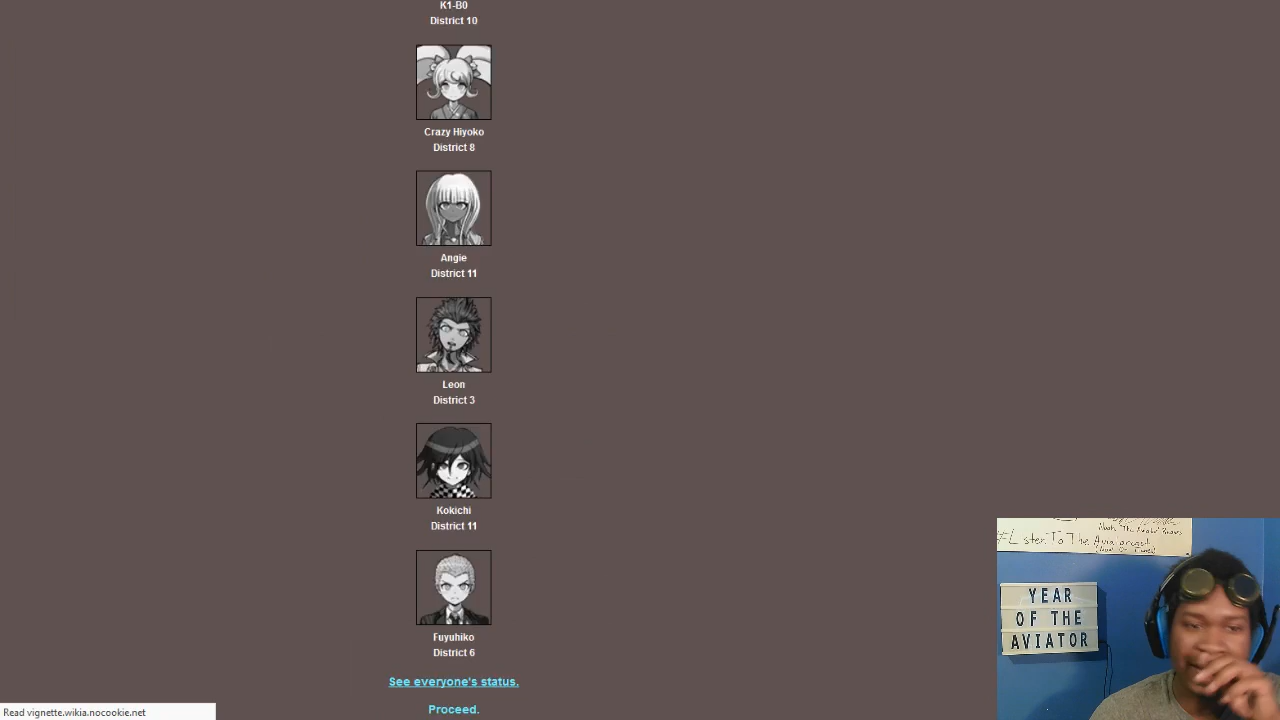 K1-B0
District 10
Crazy Hiyoko
District 8
Angie
District 11
Leon
District 3
Kokichi
District 11
Fuyuhiko
District 6
See everyone's status.
Proceed.
Read vignette.wikia.nocookie.net
YEAR
OF THE
AVIATOR